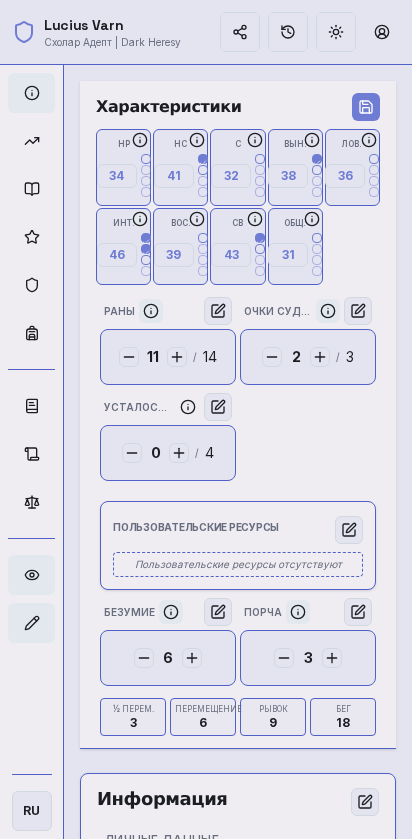 Lucius Varn
Схолар Адепт | Dark Heresy
Характеристики
НР
НС
С
ВЫН.
ЛОВ.
34
41
32
38
36
ИНТ.
ВОС.
СВ
ОБЩ.
46
39
43
31
РАНЫ
ОЧКИ СУД...
11 / 14
2 / 3
УСТАЛОС...
0 / 4
ПОЛЬЗОВАТЕЛЬСКИЕ РЕСУРСЫ
Пользовательские ресурсы отсутствуют
БЕЗУМИЕ
ПОРЧА
6
3
½ ПЕРЕМ.
ПЕРЕМЕЩЕНИЕ
РЫВОК
БЕГ
3
6
9
18
RU
Информация
ЛИЧНЫЕ ДАННЫЕ